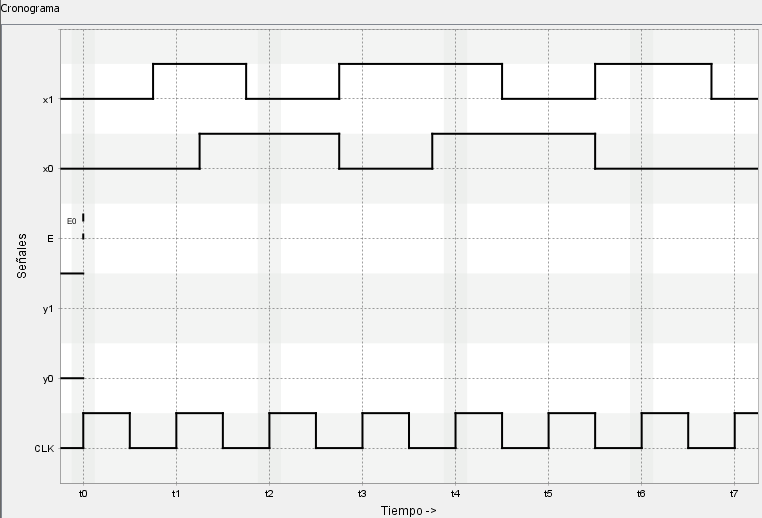 Cronograma
x1
x0
E0
E
Señales
y1
y0
CLK
t0 t1 t2 t3 t4 t5 t6 t7
Tiempo ->